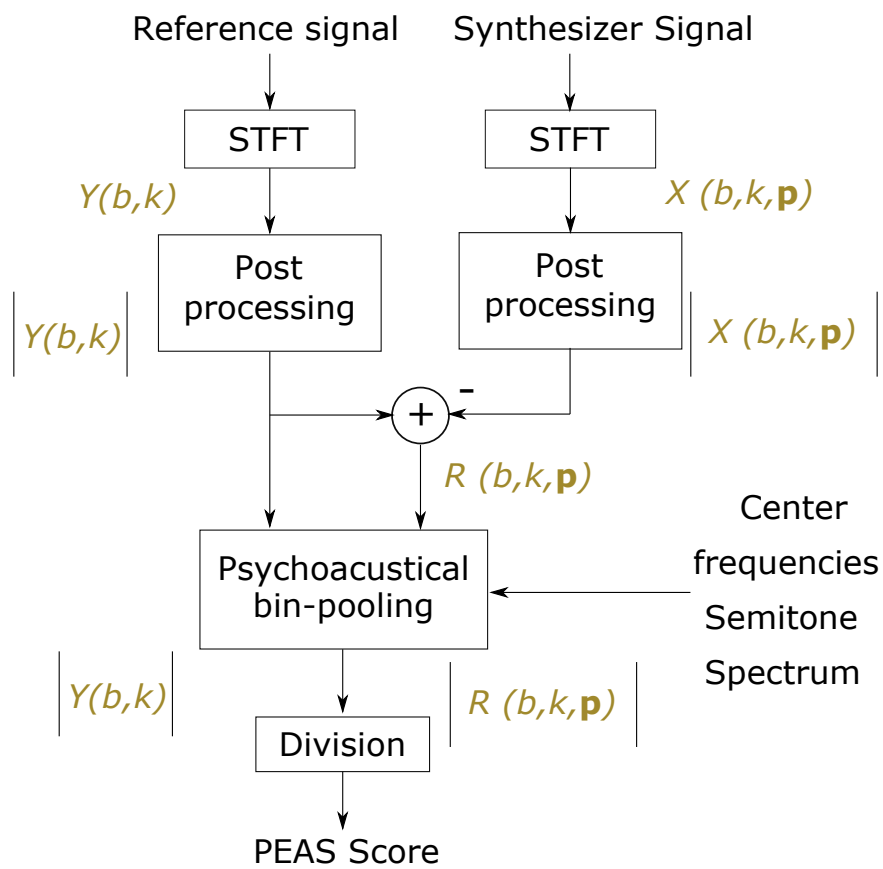 Reference signal
Synthesizer Signal
STFT
STFT
Y(b,k)
X (b,k,p)
Post
processing
Post
processing
|Y(b,k)|
|X (b,k,p)|
-
+
R (b,k,p)
Center
frequencies
Semitone
Spectrum
Psychoacustical
bin-pooling
|Y(b,k)|
|R (b,k,p)|
Division
PEAS Score